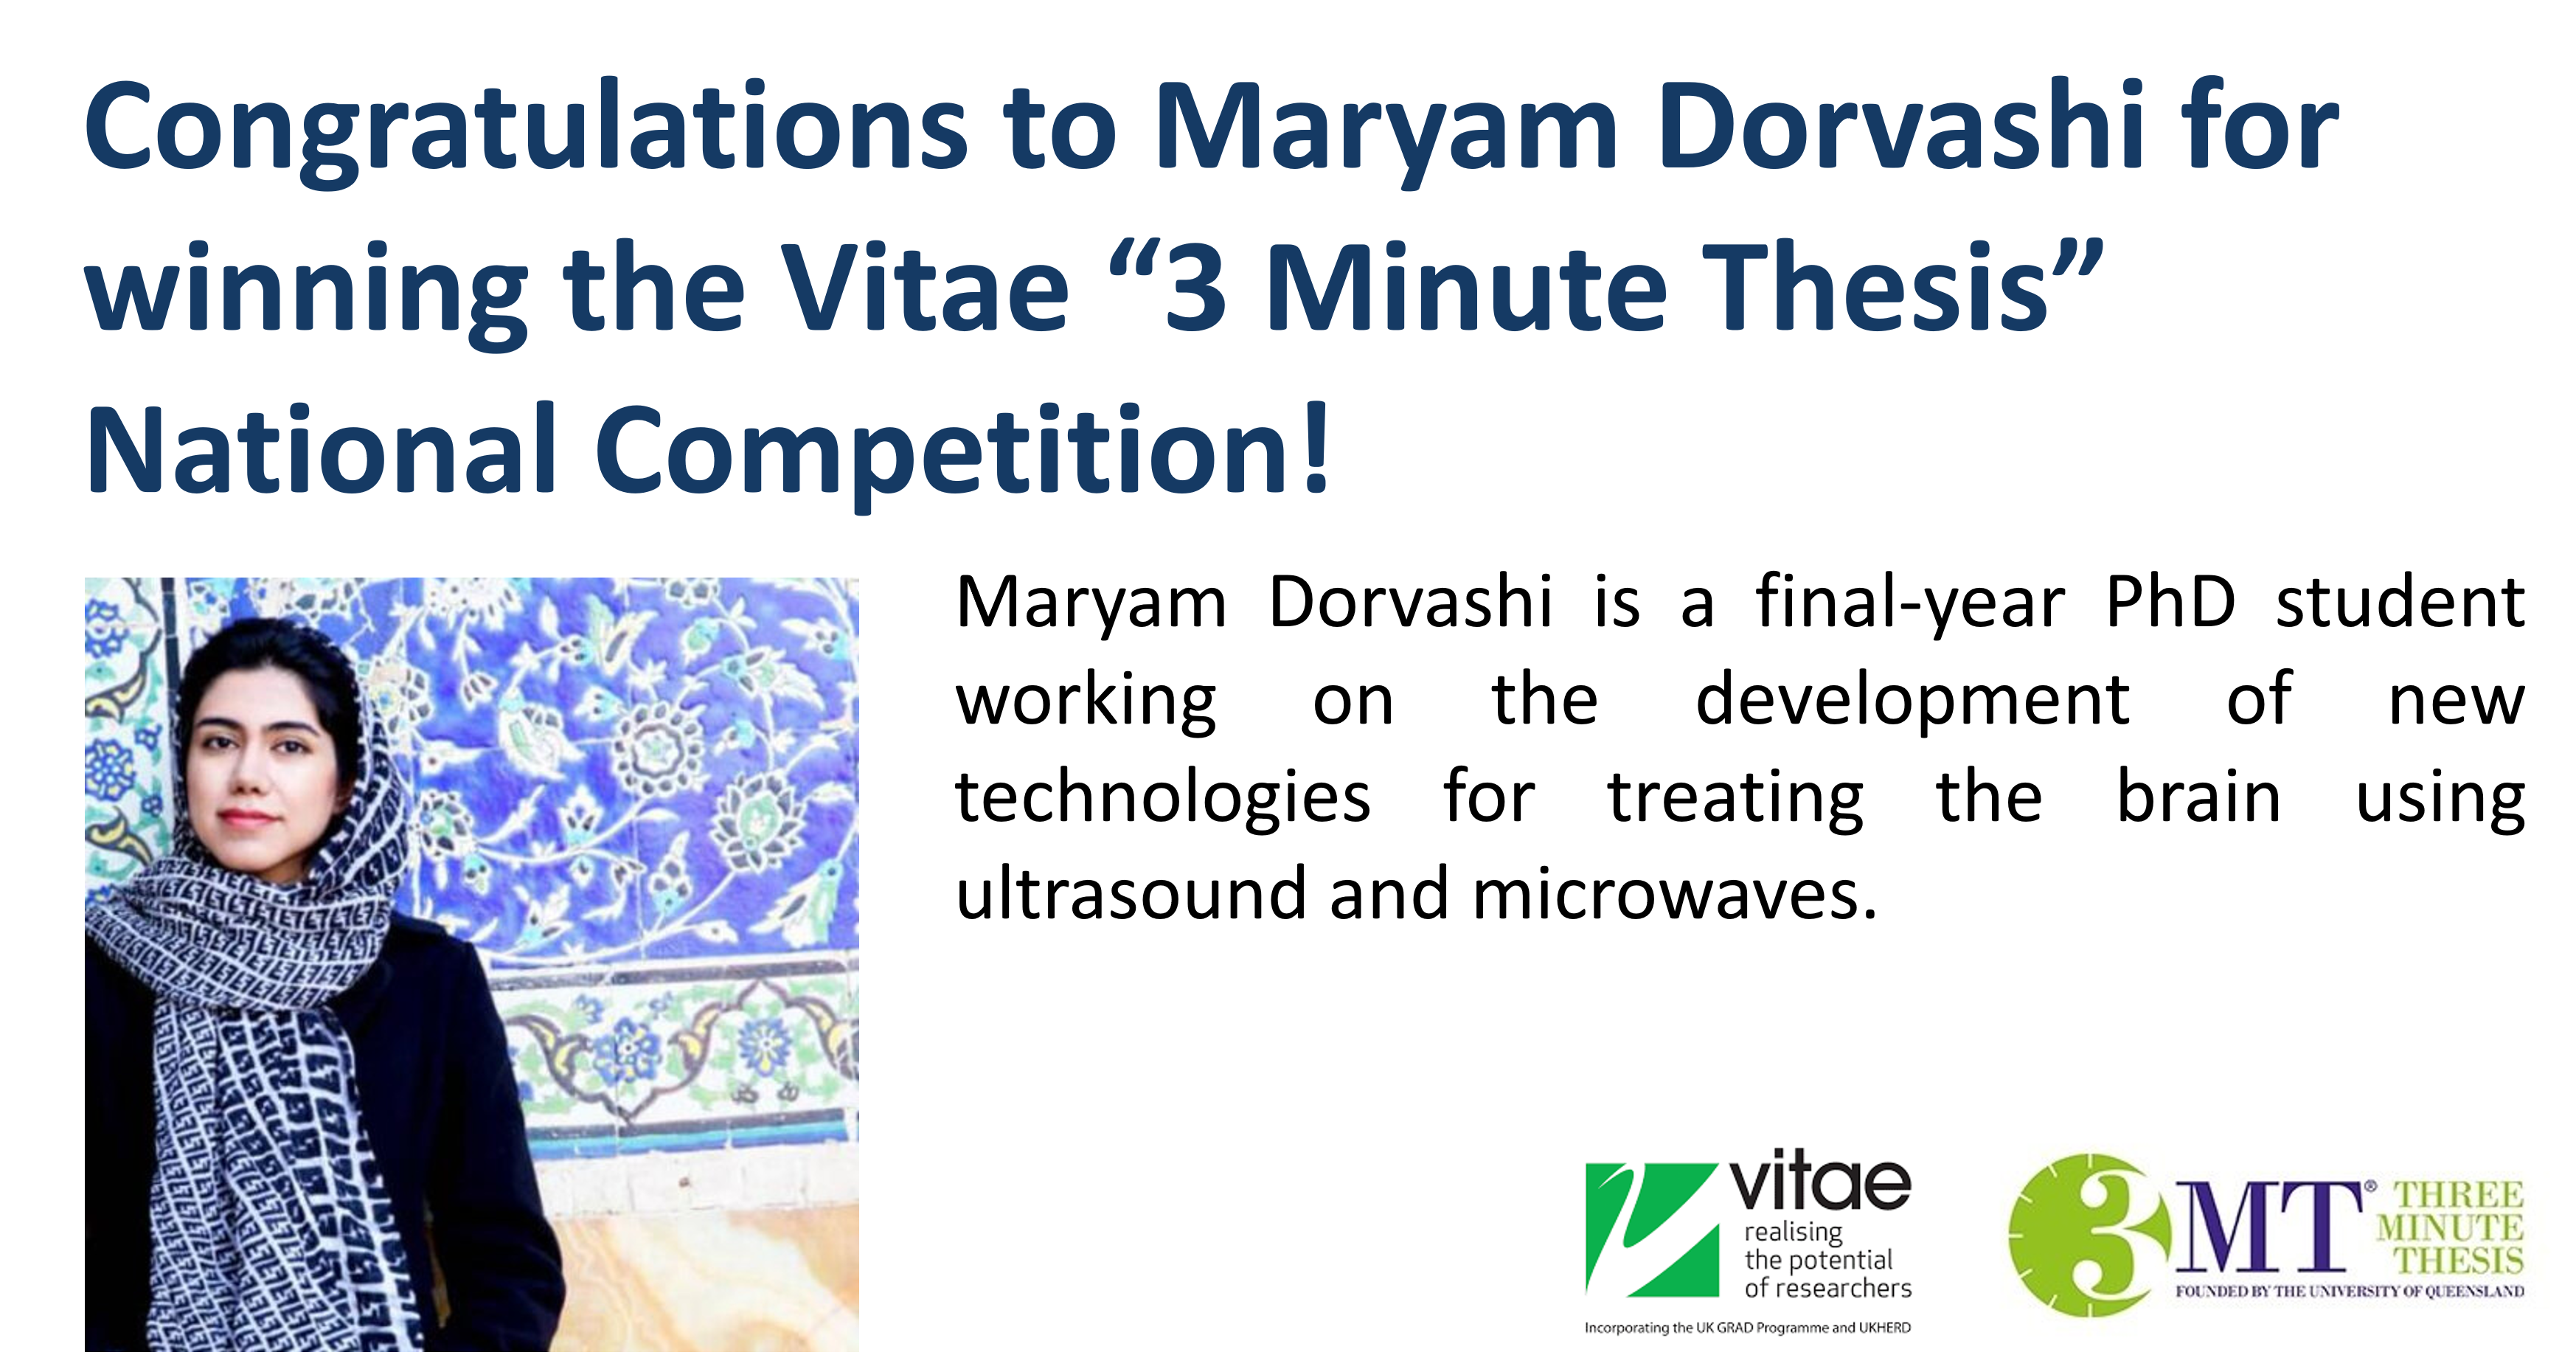 Congratulations to Maryam Dorvashi for
winning the Vitae “3 Minute Thesis”
National Competition!
Maryam Dorvashi is a final-year PhD student
working on the development of new
technologies for treating the brain using
ultrasound and microwaves.
vitae
realising
the potential
of researchers
Incorporating the UK GRAD Programme and UKHERD
3MT® THREE
MINUTE
THESIS
FOUNDED BY THE UNIVERSITY OF QUEENSLAND